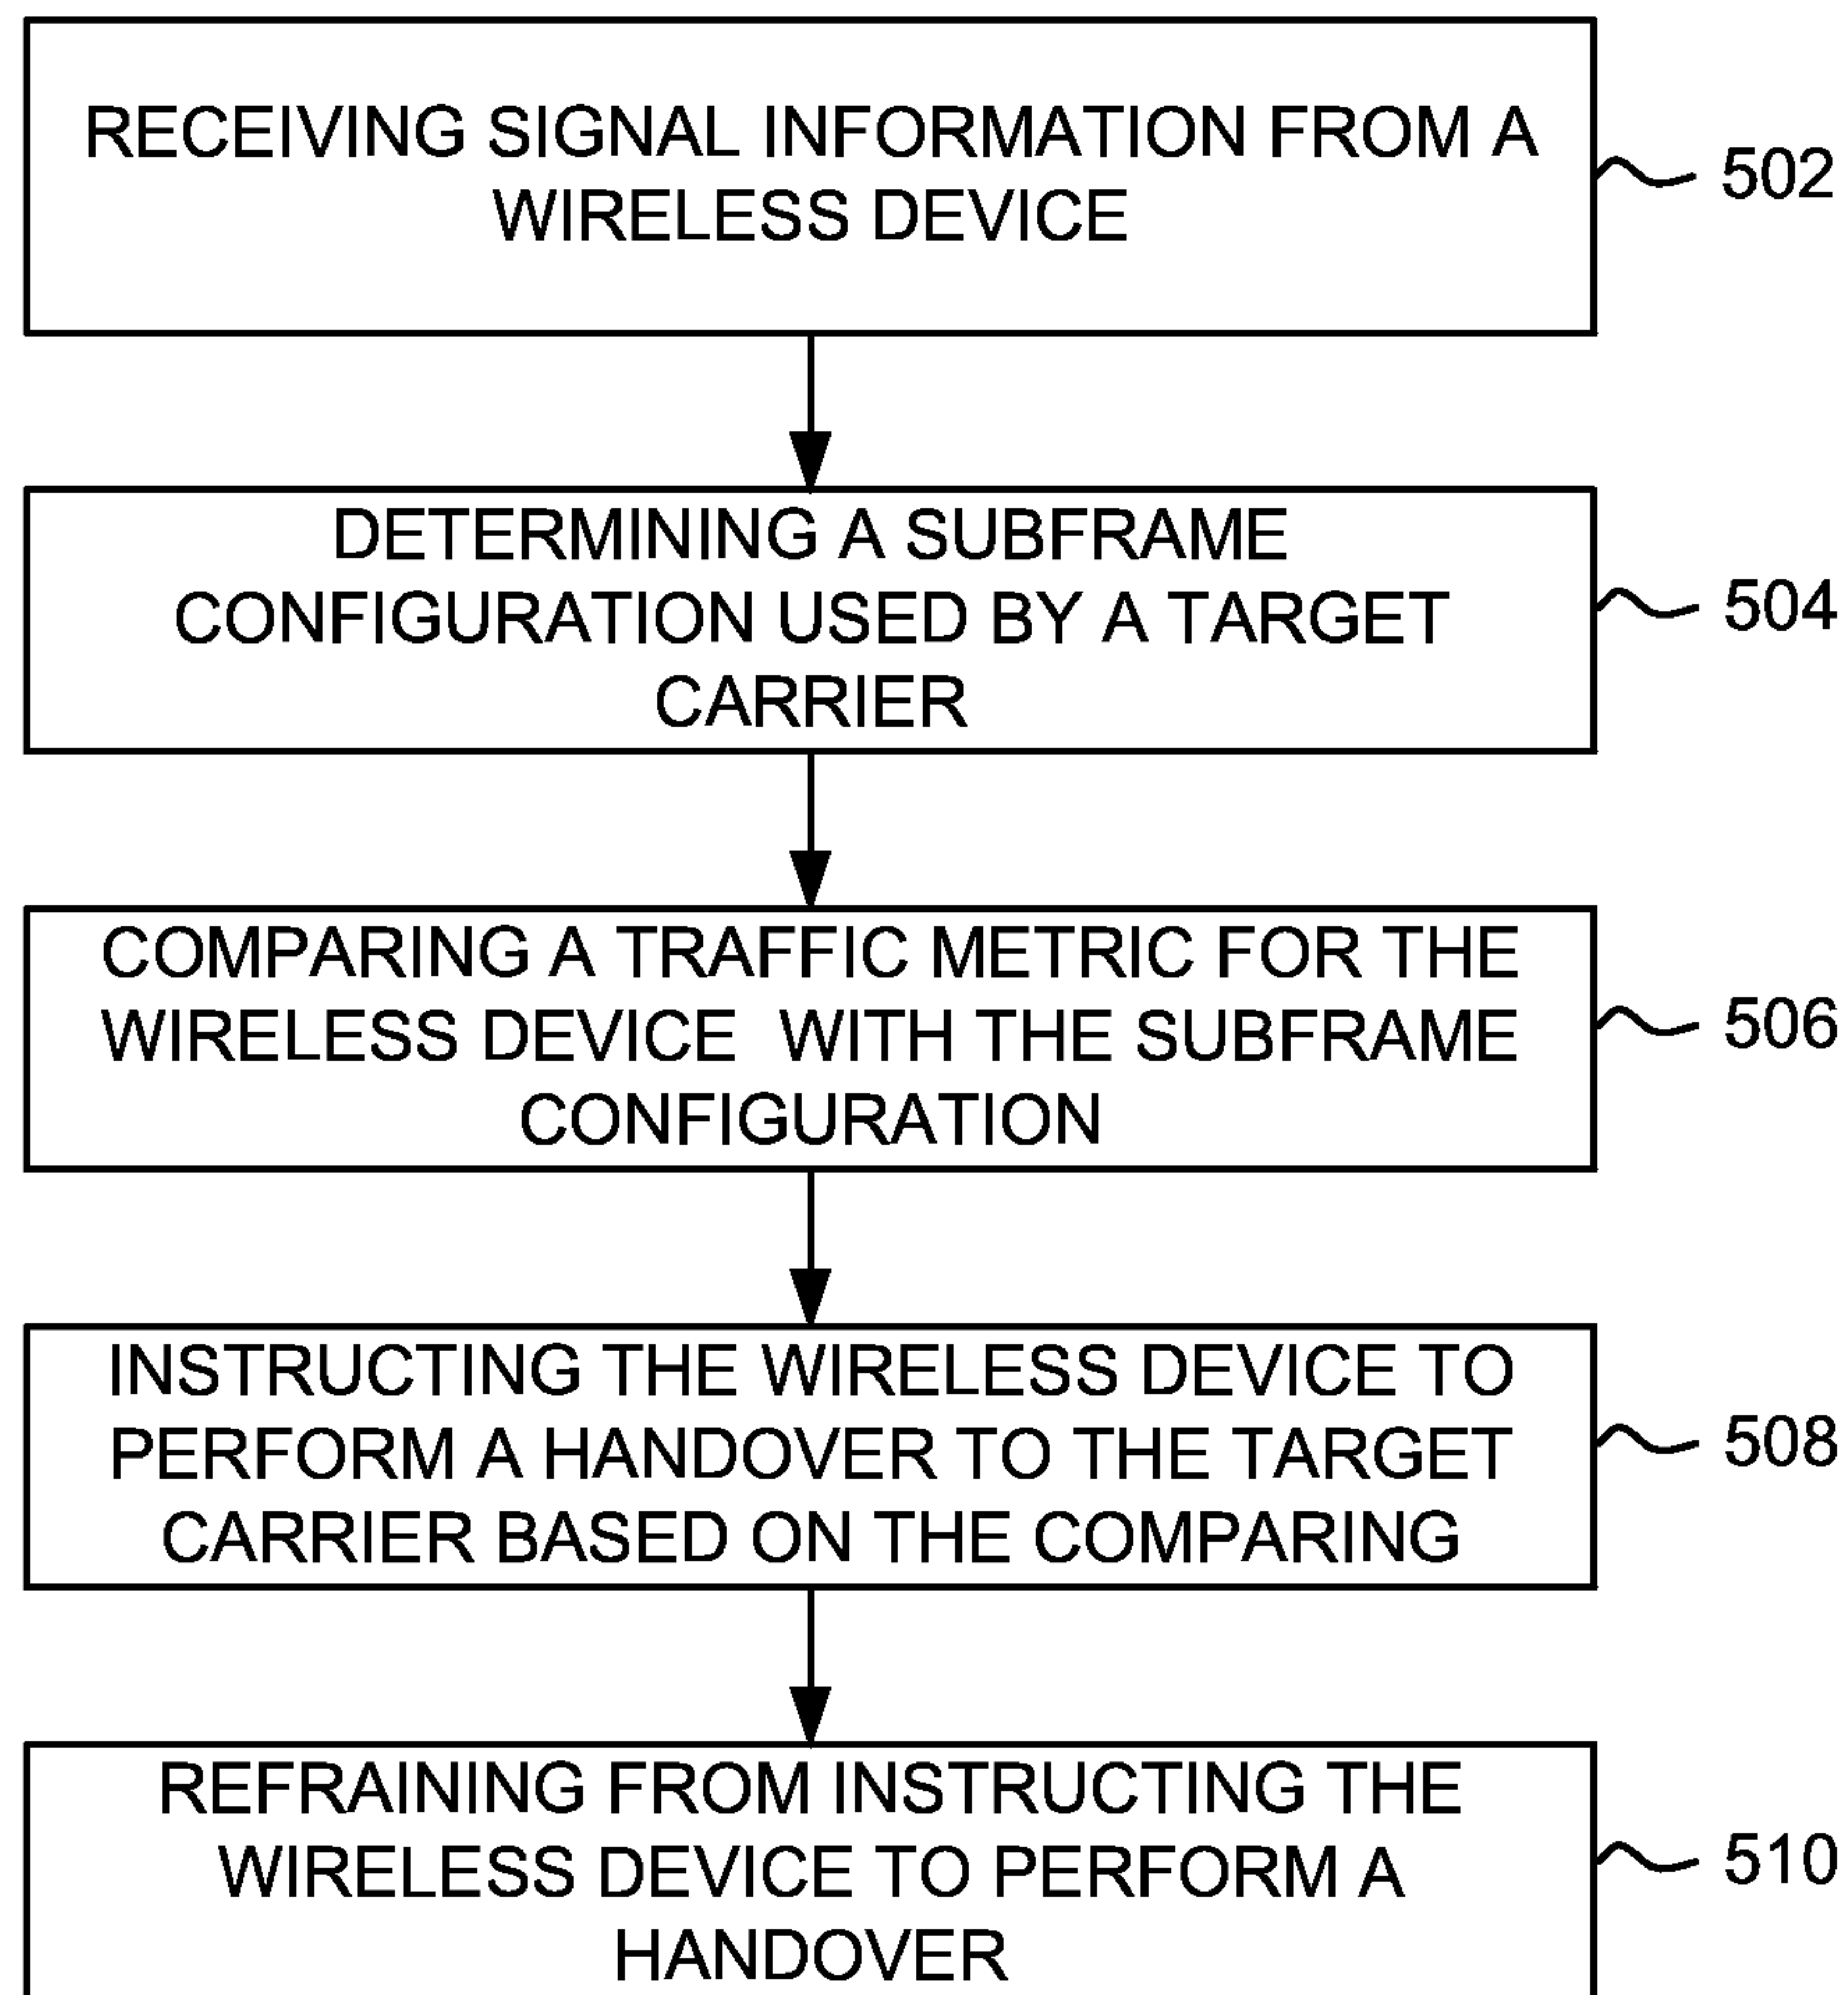 RECEIVING SIGNAL INFORMATION FROM A
WIRELESS DEVICE
502
DETERMINING A SUBFRAME
CONFIGURATION USED BY A TARGET
CARRIER
504
COMPARING A TRAFFIC METRIC FOR THE
WIRELESS DEVICE WITH THE SUBFRAME
CONFIGURATION
506
INSTRUCTING THE WIRELESS DEVICE TO
PERFORM A HANDOVER TO THE TARGET
CARRIER BASED ON THE COMPARING
508
REFRAINING FROM INSTRUCTING THE
WIRELESS DEVICE TO PERFORM A
HANDOVER
510